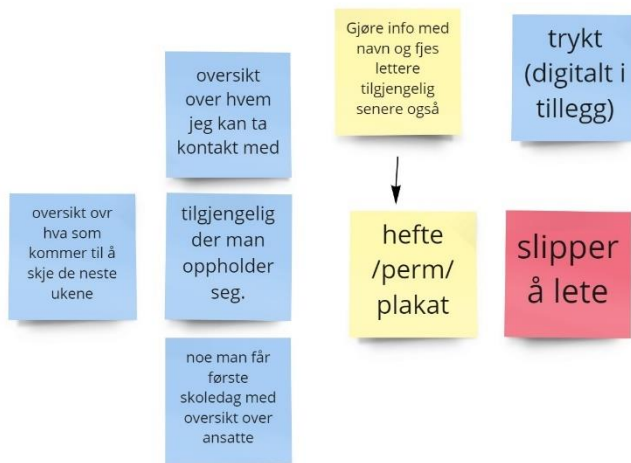 oversikt
over hvem
jeg kan ta
kontakt med
Gjøre info med
navn og fjes
lettere
tilgjengelig
senere også
trykt
(digitalt i
tillegg)
oversikt ovr
hva som
kommer til å
skje de neste
ukene
tilgjengelig
der man
oppholder
seg.
hefte
/perm/
plakat
slipper
å lete
noe man får
første
skoledag med
oversikt over
ansatte